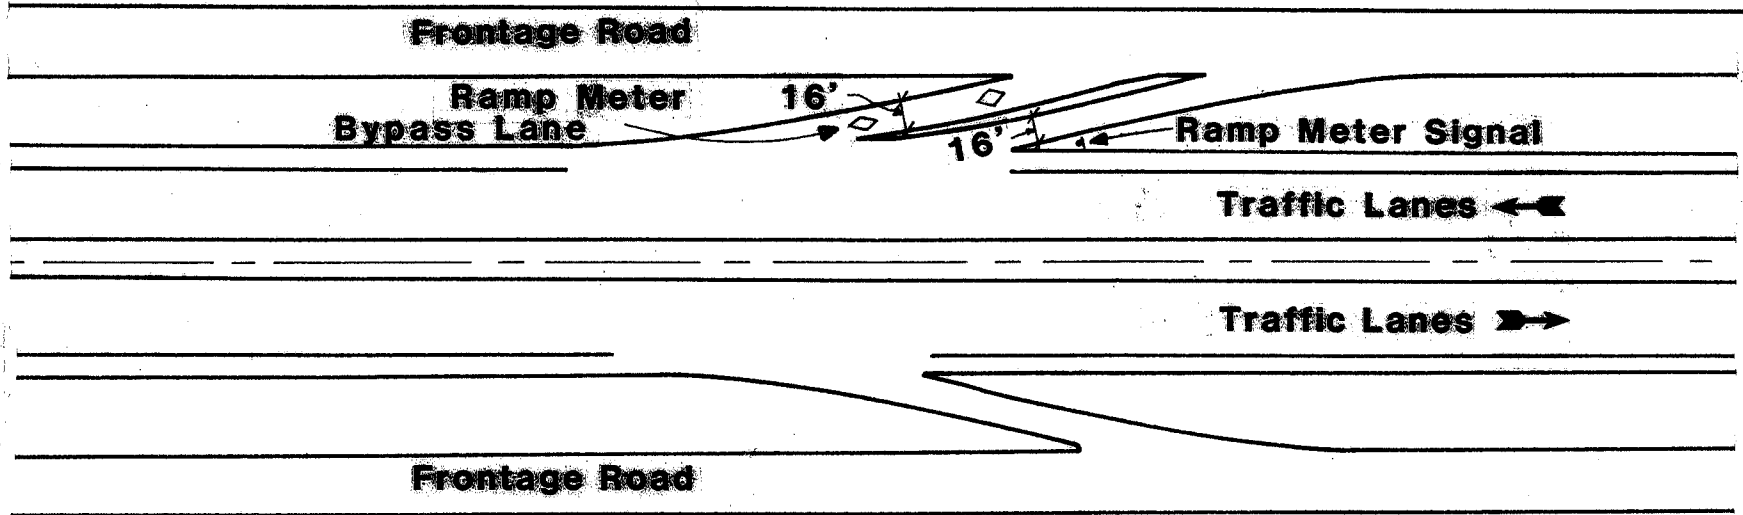 Frontage Road
Ramp Meter
Bypass Lane
16’
16’
Ramp Meter Signal
Traffic Lanes
Traffic Lanes
Frontage Road